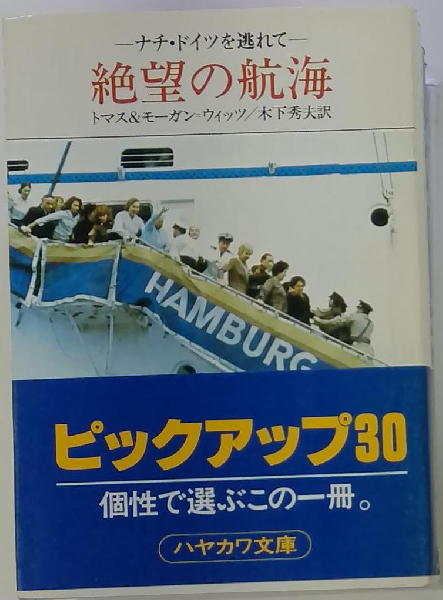 —ナチ・ドイツを逃れて—
絶望の航海
トマス&モーガン=ウィッツ／木下秀夫訳
HAMBURG
ピックアップ30
個性で選ぶこの一冊。
ハヤカワ文庫